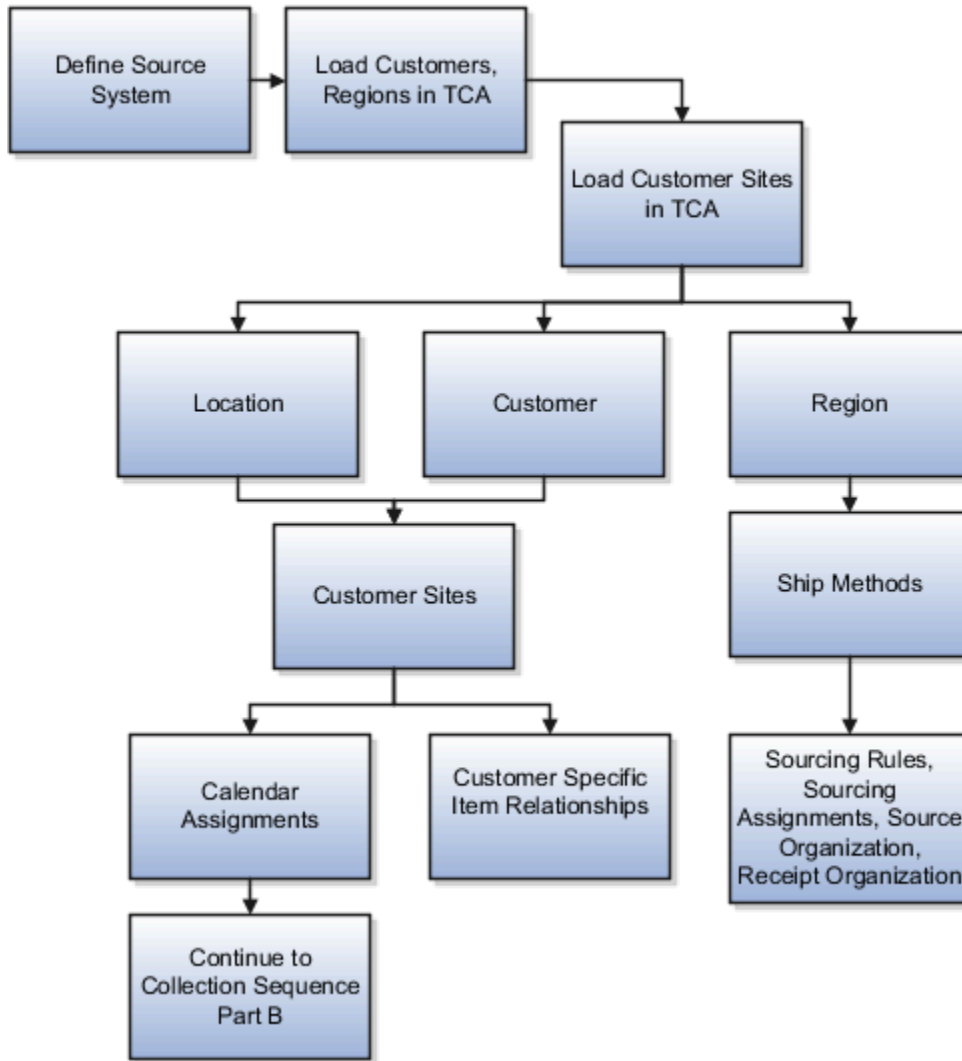 Define Source
System
Load Customers,
Regions in TCA
Load Customer Sites
in TCA
Location
Customer
Region
Customer Sites
Ship Methods
Calendar
Assignments
Customer Specific
Item Relationships
Sourcing Rules,
Sourcing
Assignments, Source
Organization,
Receipt Organization
Continue to
Collection Sequence
Part B